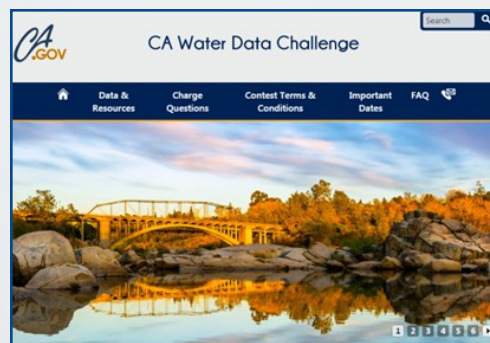 Search
CA
.GOV
CA Water Data Challenge
Data &
Resources
Charge
Questions
Contest Terms &
Conditions
Important
Dates
FAQ
1 2 3 4 5 6